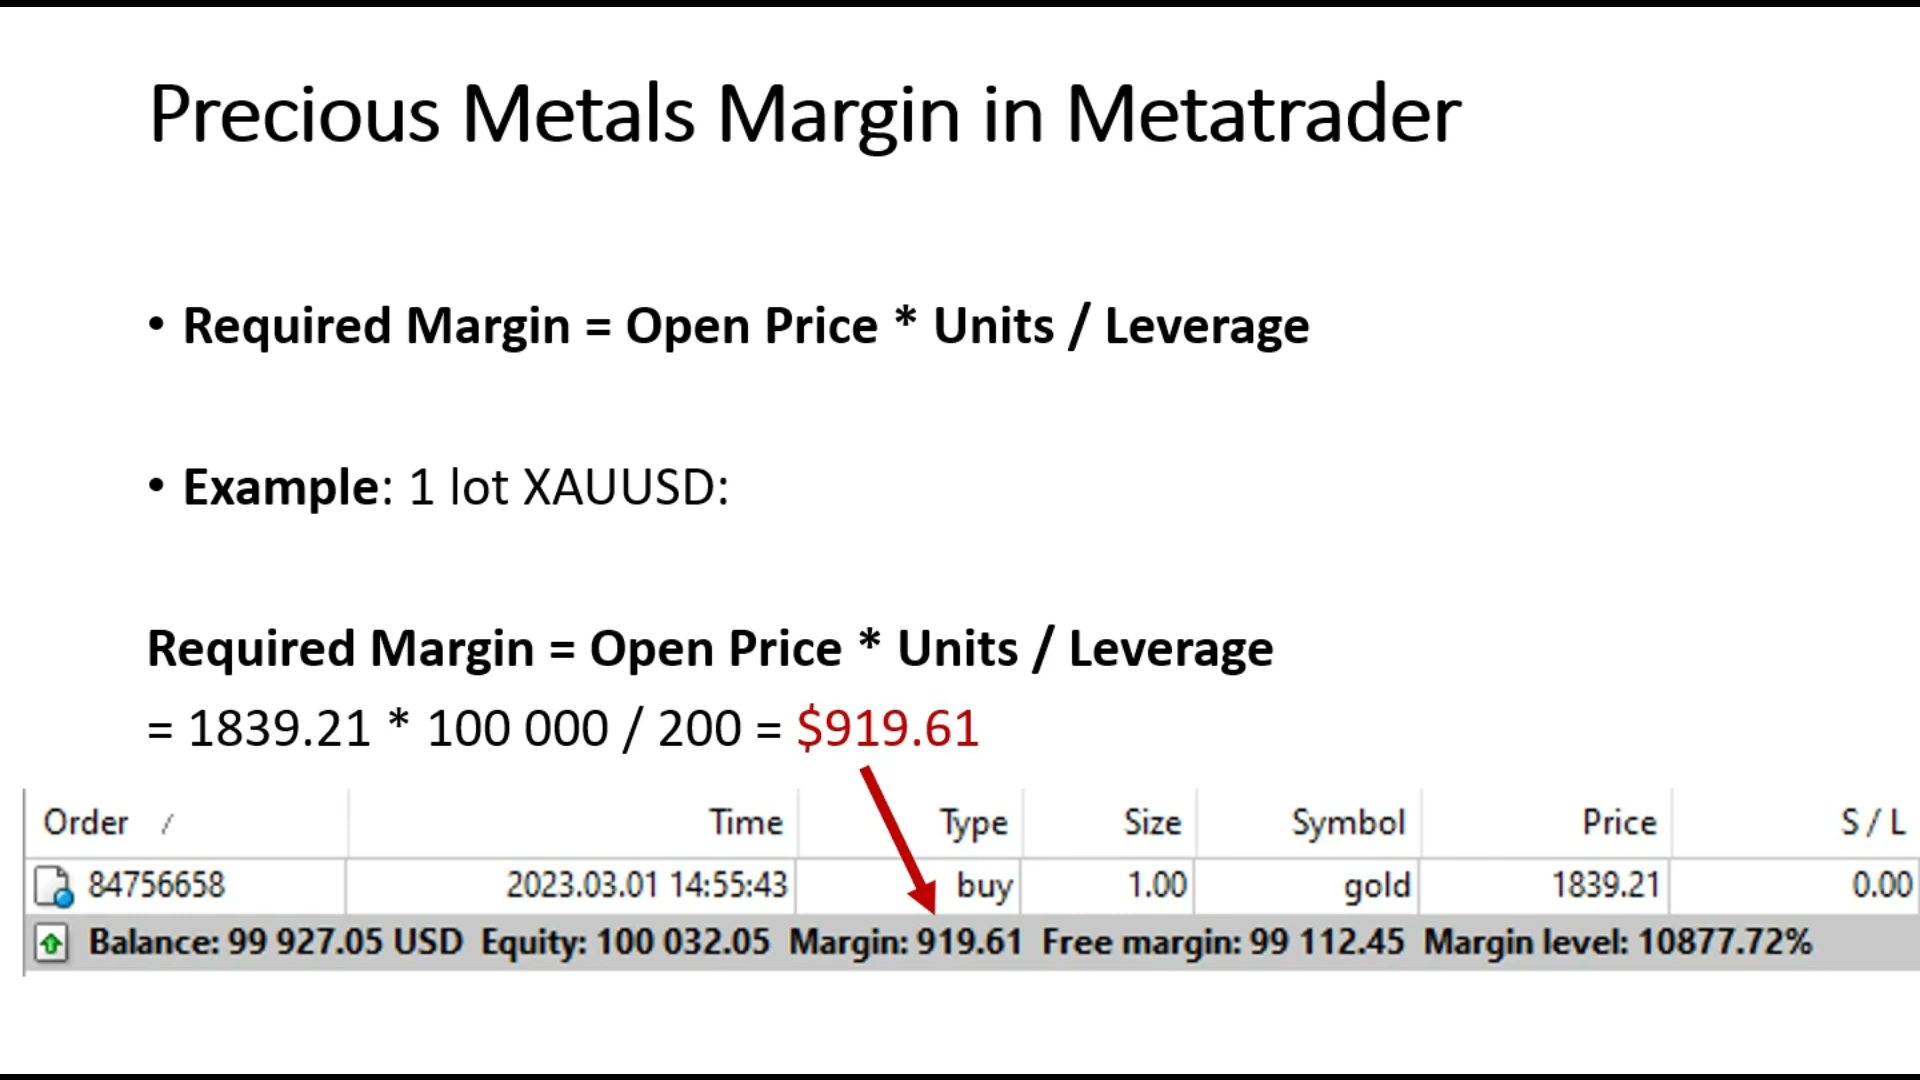 Precious Metals Margin in Metatrader
• Required Margin = Open Price * Units / Leverage
• Example: 1 lot XAUUSD:
Required Margin = Open Price * Units / Leverage
= 1839.21 * 100 000 / 200 = $919.61
Order / Time Type Size Symbol Price S / L
84756658 2023.03.01 14:55:43 buy 1.00 gold 1839.21 0.00
Balance: 99 927.05 USD Equity: 100 032.05 Margin: 919.61 Free margin: 99 112.45 Margin level: 10877.72%